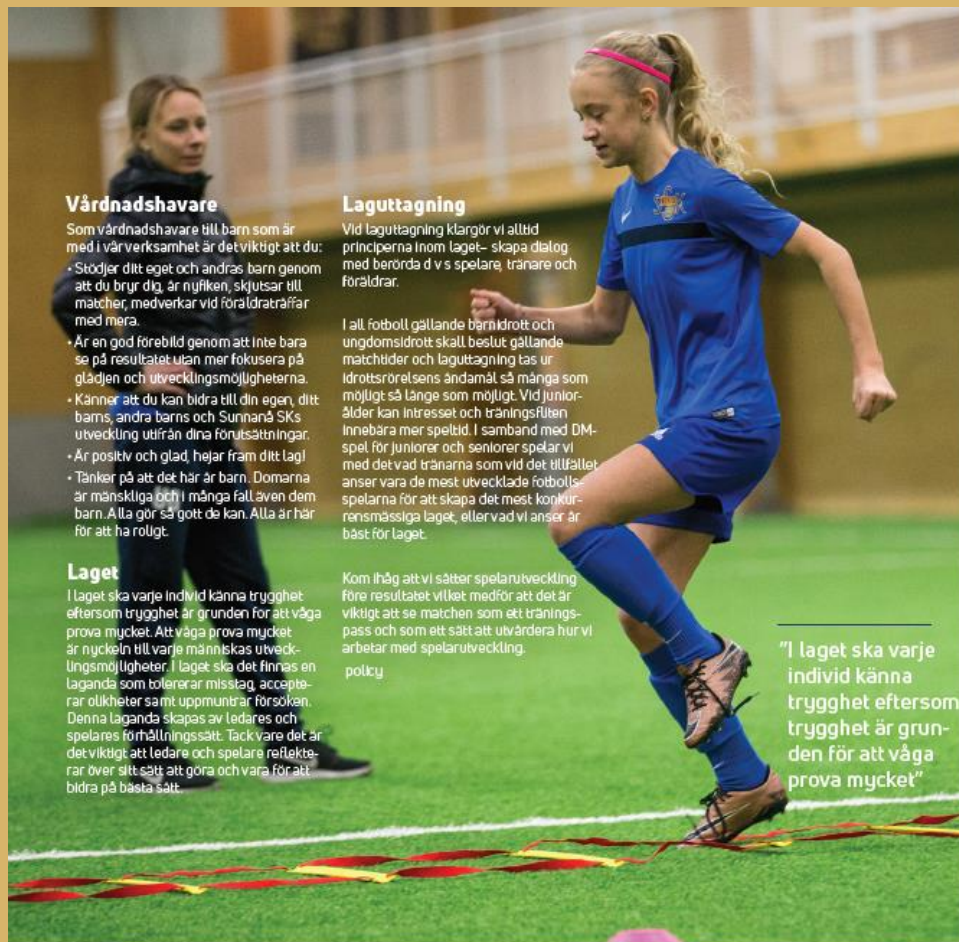 Vårdnadshavare
Som vårdnadshavare till barn som är
med i vår verksamhet är det viktigt att du:
• Stödjer ditt eget och andras barn genom
att du bryr dig, är nyfiken, skjutsar till
matcher, medverkar vid föräldraträffar
med mera.
• Är en god förebild genom att inte bara
se på resultatet utan mer fokusera på
glädjen och utvecklingsmöjligheterna.
• Känner att du kan bidra till din egen, ditt
barns, andra barns och Sunnanå SKs
utveckling utifrån dina förutsättningar.
• Är positiv och glad, hejar fram ditt lag!
• Tänker på att det här är barn. Domarna
är mänskliga och i många fall även dem
barn. Alla gör så gott de kan. Alla är här
för att ha roligt.
Laget
I laget ska varje individ känna trygghet
eftersom trygghet är grunden för att våga
prova mycket. Att våga prova mycket
är nyckeln till varje människas utveck-
lingsmöjligheter. I laget ska det finnas en
laganda som tolererar misstag, accepte-
rar olikheter samt uppmuntrar försöken.
Denna laganda skapas av ledares och
spelares förhållningssätt. Tack vare det är
det viktigt att ledare och spelare reflekte-
rar över sitt sätt att göra och vara för att
bidra på bästa sätt.
Laguttagning
Vid laguttagning klargör vi alltid
principerna inom laget– skapa dialog
med berörda d v s spelare, tränare och
föräldrar.
I all fotboll gällande barnidrott och
ungdomsidrott skall beslut gällande
matchtider och laguttagning tas ur
idrottsrörelsens ändamål så många som
möjligt så länge som möjligt. Vid junior-
ålder kan intresset och träningsfliten
innebära mer speltid. I samband med DM-
spel för juniorer och seniorer spelar vi
med det vad tränarna som vid det tillfället
anser vara de mest utvecklade fotbolls-
spelarna för att skapa det mest konkur-
rensmässiga laget, eller vad vi anser är
bäst för laget.
Kom ihåg att vi sätter spelarutveckling
före resultatet vilket medför att det är
viktigt att se matchen som ett tränings-
pass och som ett sätt att utvärdera hur vi
arbetar med spelarutveckling.
policy
"I laget ska varje
individ känna
trygghet eftersom
trygghet är grun-
den för att våga
prova mycket"